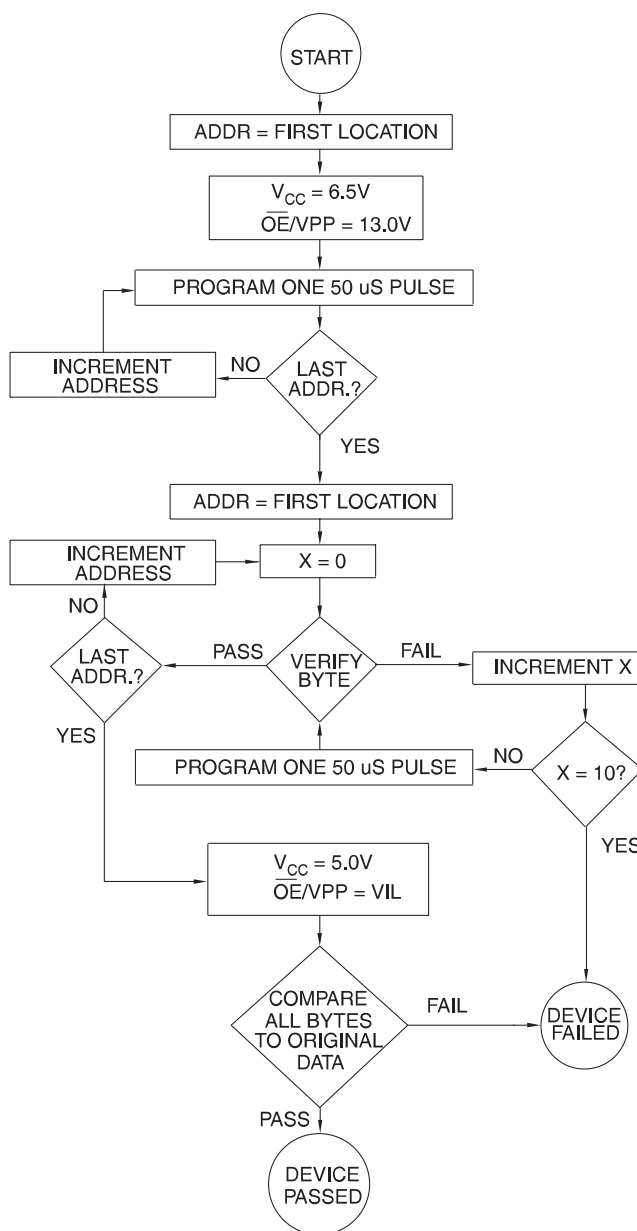 START
ADDR = FIRST LOCATION
VCC = 6.5V
OE/VPP = 13.0V
PROGRAM ONE 50 uS PULSE
INCREMENT
ADDRESS
NO
LAST
ADDR.?
YES
ADDR = FIRST LOCATION
INCREMENT
ADDRESS
X = 0
NO
LAST
ADDR.?
PASS
VERIFY
BYTE
FAIL
INCREMENT X
YES
PROGRAM ONE 50 uS PULSE
NO
X = 10?
YES
VCC = 5.0V
OE/VPP = VIL
COMPARE
ALL BYTES
TO ORIGINAL
DATA
FAIL
DEVICE
FAILED
PASS
DEVICE
PASSED